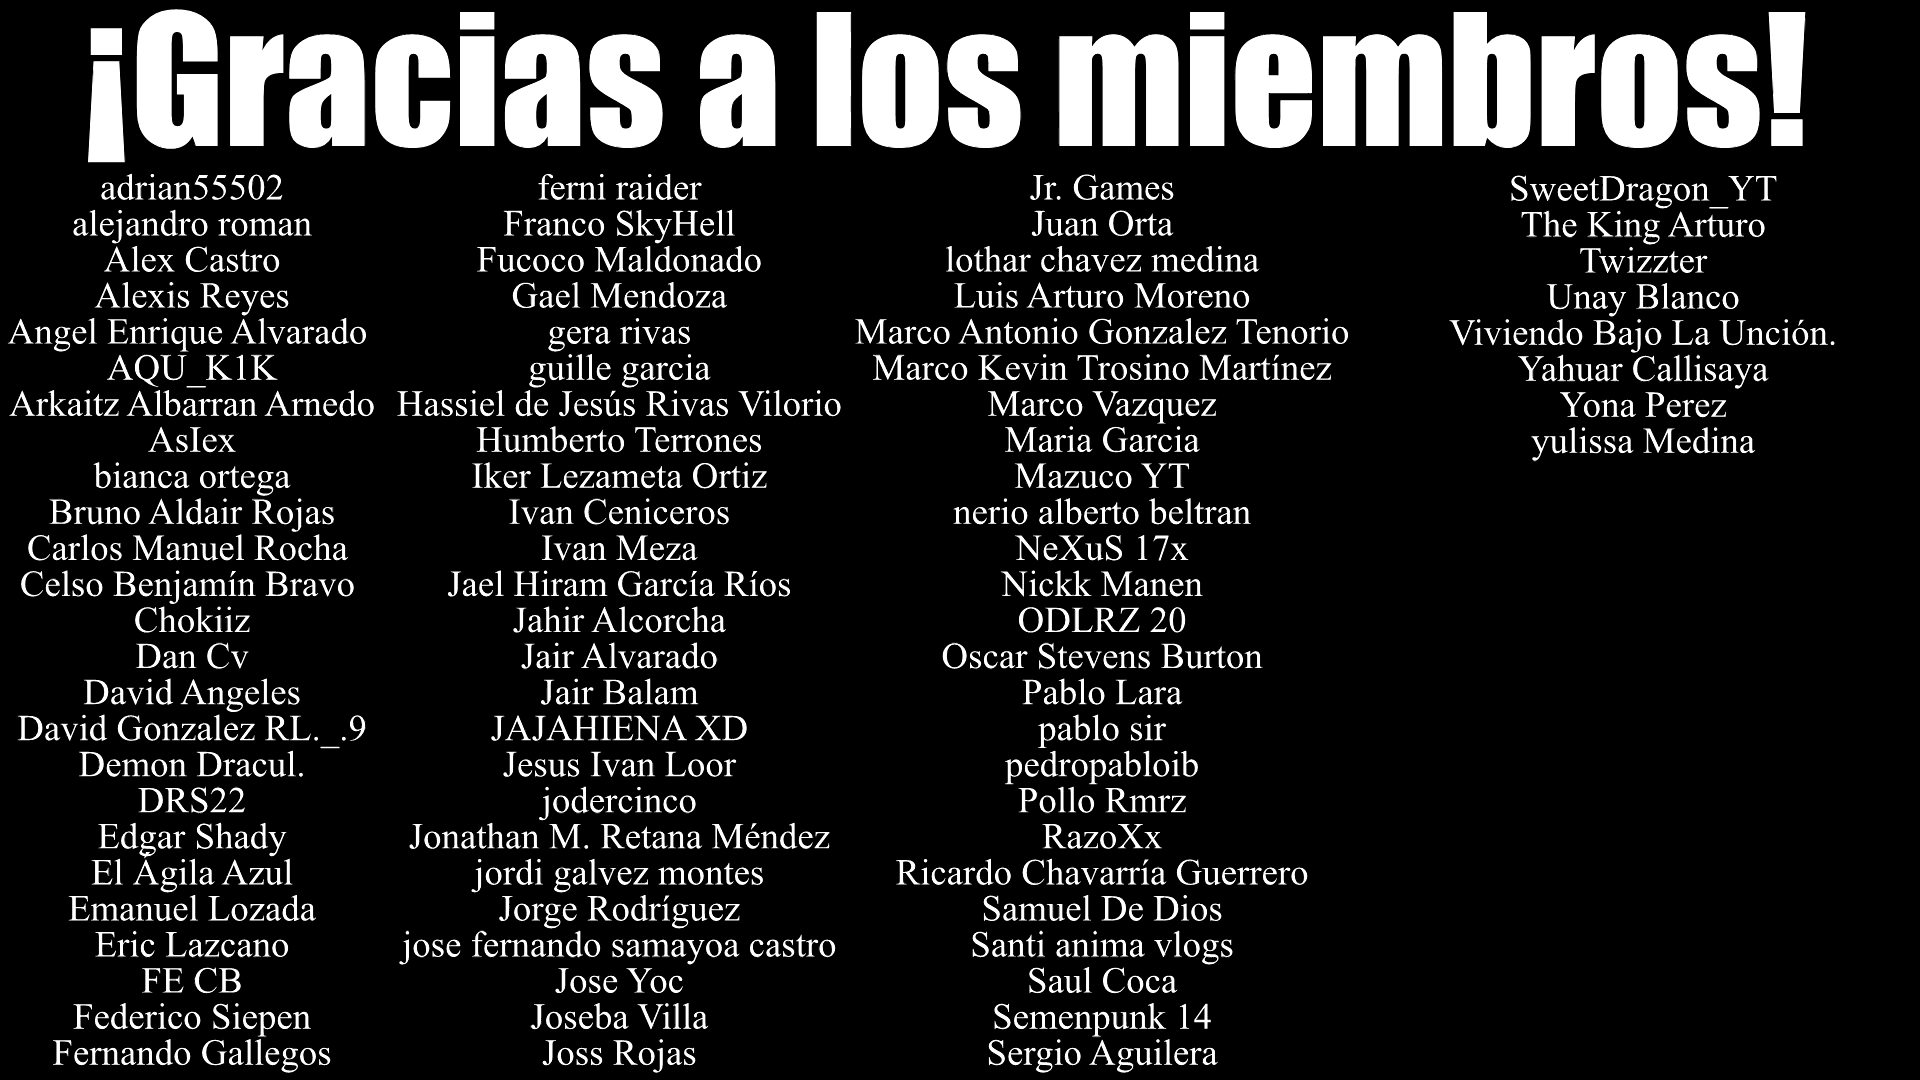 ¡Gracias a los miembros!
adrian55502
alejandro roman
Alex Castro
Alexis Reyes
Angel Enrique Alvarado
AQU_K1K
Arkaitz Albarran Arnedo
AsIex
bianca ortega
Bruno Aldair Rojas
Carlos Manuel Rocha
Celso Benjamín Bravo
Chokiiz
Dan Cv
David Angeles
David Gonzalez RL._.9
Demon Dracul.
DRS22
Edgar Shady
El Ágila Azul
Emanuel Lozada
Eric Lazcano
FE CB
Federico Siepen
Fernando Gallegos
ferni raider
Franco SkyHell
Fucoco Maldonado
Gael Mendoza
gera rivas
guille garcia
Hassiel de Jesús Rivas Vilorio
Humberto Terrones
Iker Lezameta Ortiz
Ivan Ceniceros
Ivan Meza
Jael Hiram García Ríos
Jahir Alcorcha
Jair Alvarado
Jair Balam
JAJAHIENA XD
Jesus Ivan Loor
jodercinco
Jonathan M. Retana Méndez
jordi galvez montes
Jorge Rodríguez
jose fernando samayoa castro
Jose Yoc
Joseba Villa
Joss Rojas
Jr. Games
Juan Orta
lothar chavez medina
Luis Arturo Moreno
Marco Antonio Gonzalez Tenorio
Marco Kevin Trosino Martínez
Marco Vazquez
Maria Garcia
Mazuco YT
nerio alberto beltran
NeXuS 17x
Nickk Manen
ODLRZ 20
Oscar Stevens Burton
Pablo Lara
pablo sir
pedropabloib
Pollo Rmrz
RazoXx
Ricardo Chavarría Guerrero
Samuel De Dios
Santi anima vlogs
Saul Coca
Semenpunk 14
Sergio Aguilera
SweetDragon_YT
The King Arturo
Twizzter
Unay Blanco
Viviendo Bajo La Unción.
Yahuar Callisaya
Yona Perez
yulissa Medina